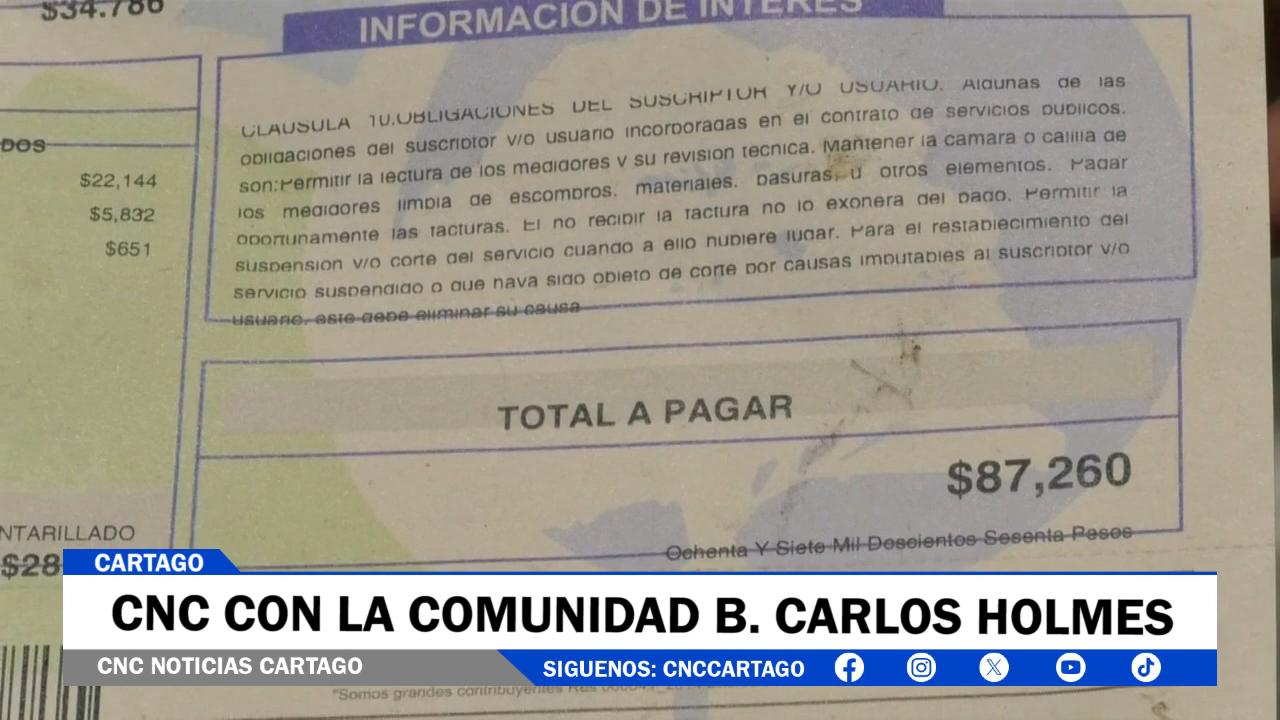 $34.786
INFORMACIÓN DE INTERÉS
CLAUSULA 10.OBLIGACIONES DEL SUSCRIPTOR Y/O USUARIO. Algunas de las
obligaciones del suscriptor y/o usuario incorporadas en el contrato de servicios publicos.
son:Permitir la lectura de los medidores y su revision tecnica. Mantener la camara o cajilla de
los medidores limpia de escombros. materiales. basuras. u otros elementos. Pagar
oportunamente las facturas. El no recibir la factura no lo exonera del pago. Permitir la
suspension y/o corte del servicio cuando a ello hubiere lugar. Para el restablecimiento del
servicio suspendido o que haya sido objeto de corte por causas imputables al suscriptor y/o
usuario. este debe eliminar su causa
DOS
$22,144
$5,832
$651
TOTAL A PAGAR
$87,260
Ochenta Y Siete Mil Doscientos Sesenta Pesos
NTARILLADO
$28
CARTAGO
CNC CON LA COMUNIDAD B. CARLOS HOLMES
CNC NOTICIAS CARTAGO
SIGUENOS: CNCCARTAGO
"Somos grandes contribuyentes Res